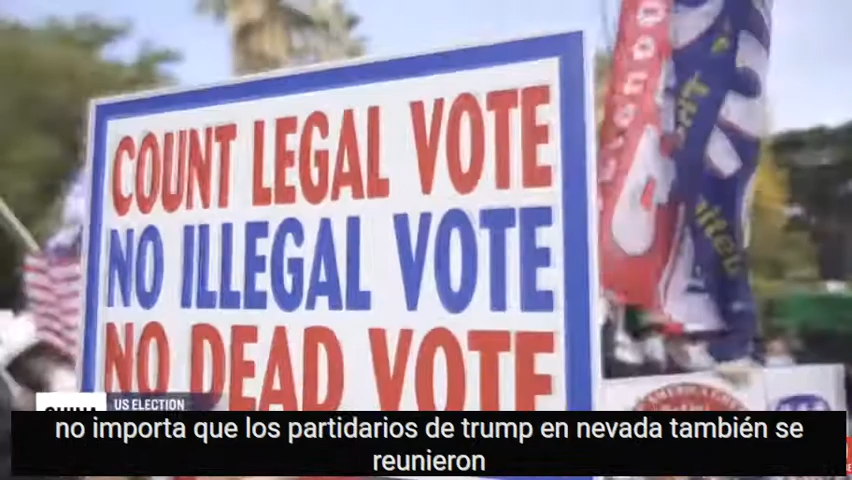 COUNT LEGAL VOTE
NO ILLEGAL VOTE
NO DEAD VOTE
US ELECTION
no importa que los partidarios de trump en nevada también se
reunieron